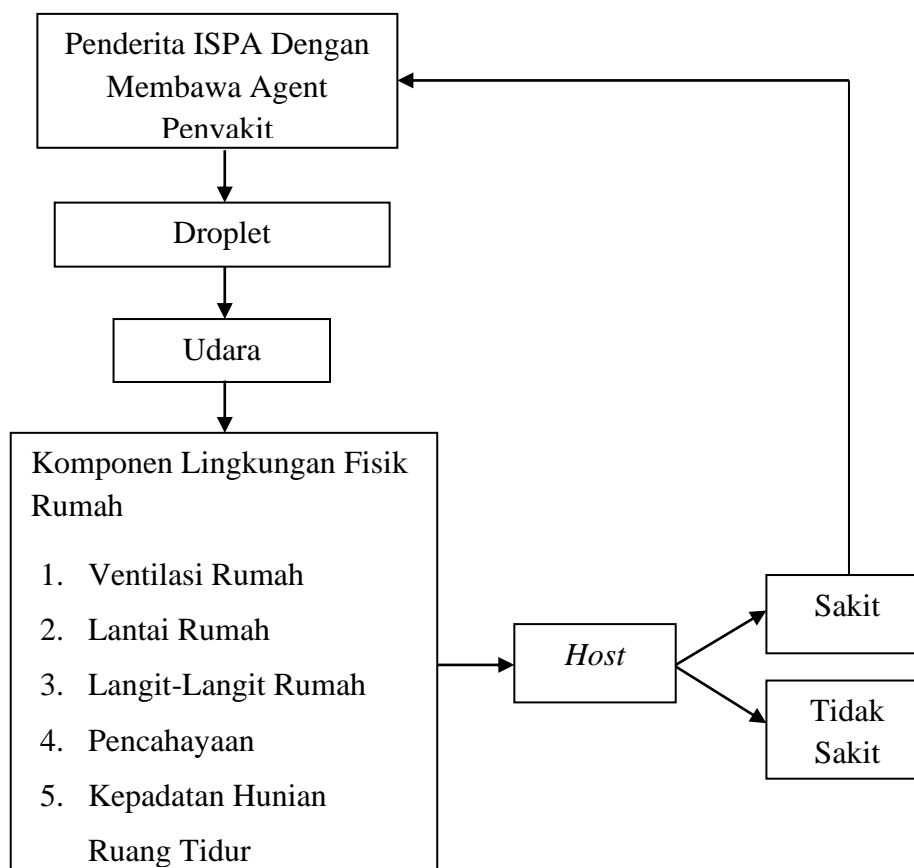 Penderita ISPA Dengan
Membawa Agent
Penyakit
Droplet
Udara
Komponen Lingkungan Fisik
Rumah
1. Ventilasi Rumah
2. Lantai Rumah
3. Langit-Langit Rumah
4. Pencahayaan
5. Kepadatan Hunian
Ruang Tidur
Host
Sakit
Tidak
Sakit